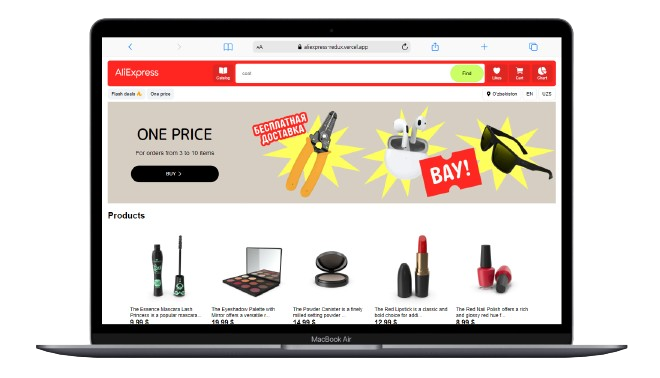 aliexpress-redux.vercel.app
AliExpress
Catalog
Find
Likes
Cart
Chart
Flash deals
One price
O'zbekiston
EN
UZS
ONE PRICE
For orders from 3 to 10 items
BUY >
БЕСПЛАТНАЯ
ДОСТАВКА
ВАУ!
Products
The Essence Mascara Lash
Princess is a popular mascara...
9.99 $
The Eyeshadow Palette with
Mirror offers a versatile r...
19.99 $
The Powder Canister is a finely
milled setting powder ...
14.99 $
The Red Lipstick is a classic and
bold choice for addi...
12.99 $
The Red Nail Polish offers a rich
and glossy red hue f...
8.99 $
MacBook Air